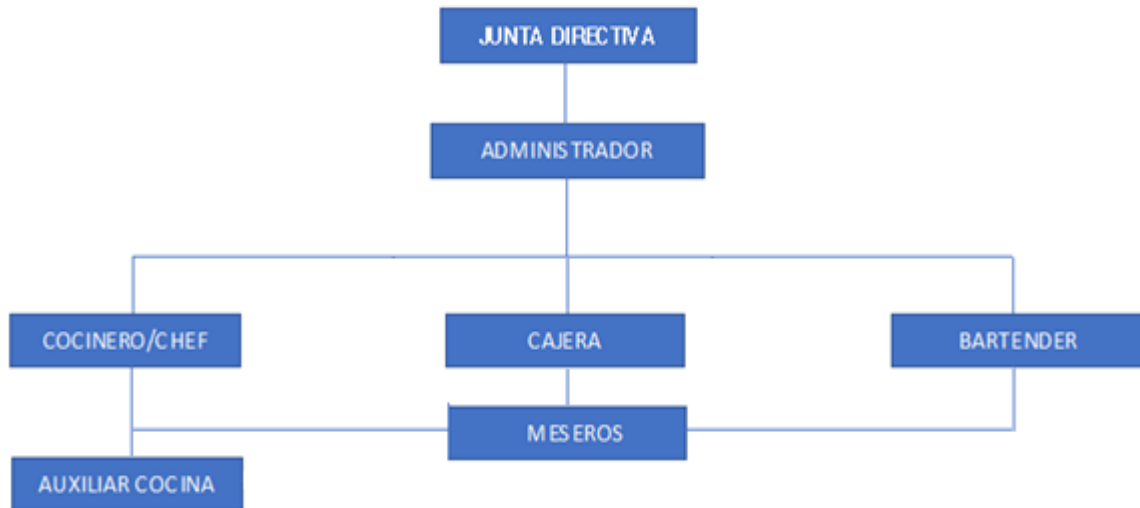 JUNTA DIRECTIVA
ADMINISTRADOR
COCINERO/CHEF
CAJERA
BARTENDER
MESEROS
AUXILIAR COCINA